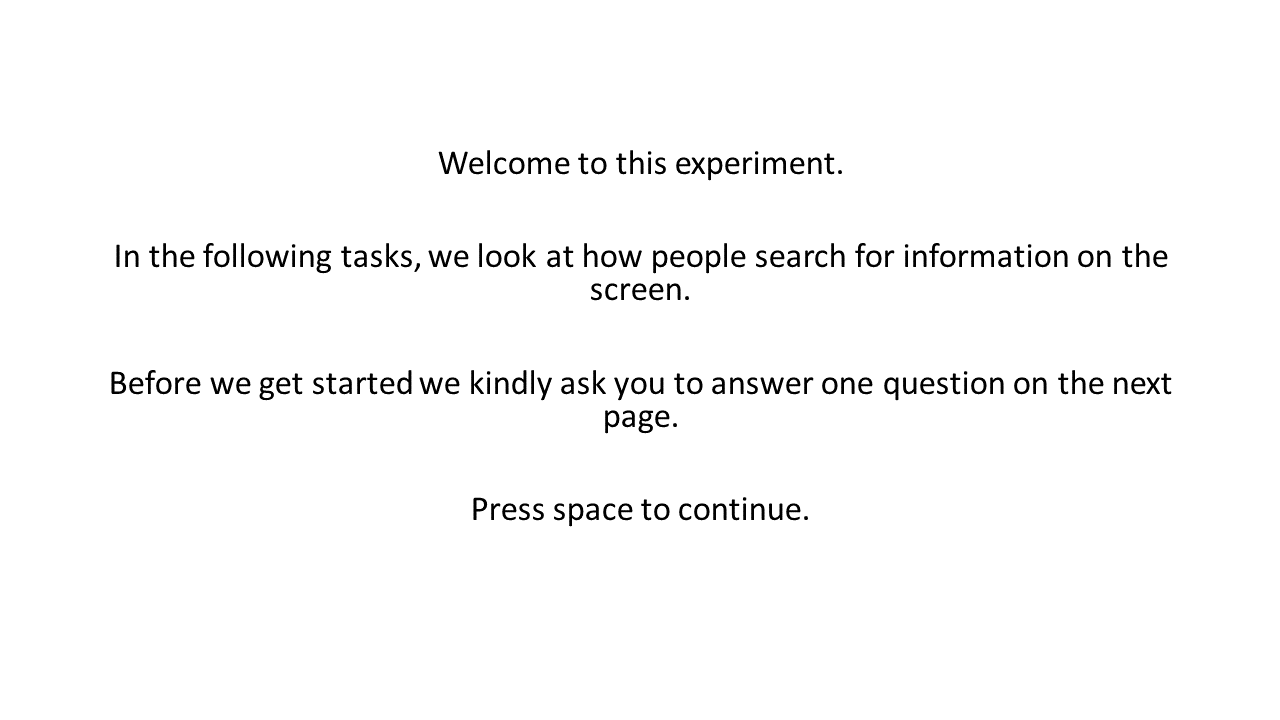 Welcome to this experiment.
In the following tasks, we look at how people search for information on the
screen.
Before we get started we kindly ask you to answer one question on the next
page.
Press space to continue.